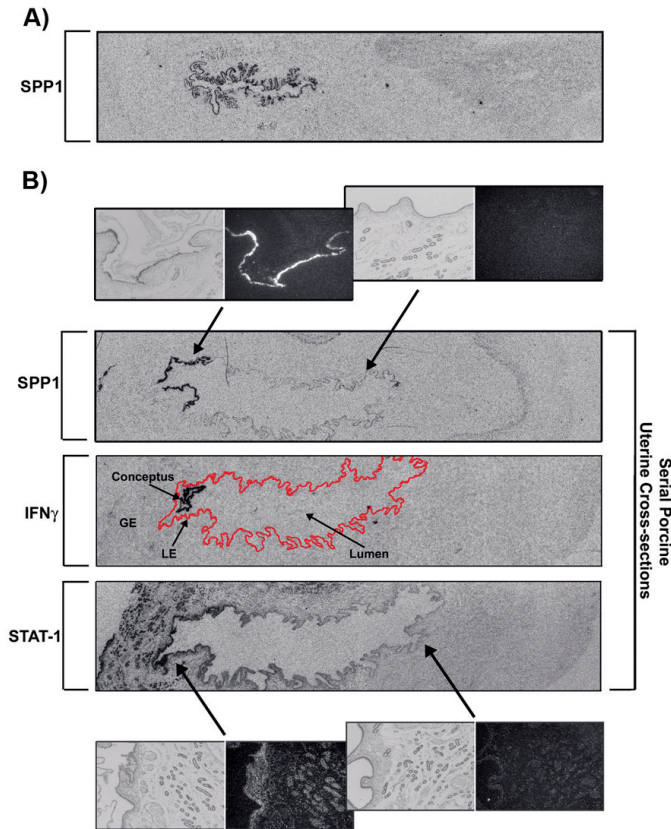 A)
SPP1
B)
SPP1
Conceptus
IFNγ
GE
LE
Lumen
STAT-1
Serial Porcine
Uterine Cross-sections